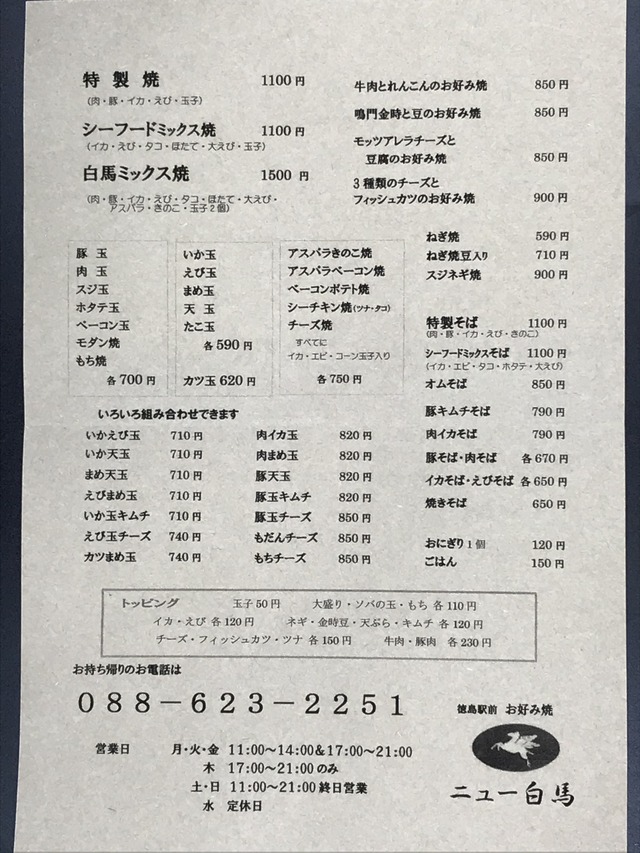 特製焼 1100円
(肉・豚・イカ・えび・玉子)
シーフードミックス焼 1100円
(イカ・えび・タコ・ほたて・大えび・玉子)
白馬ミックス焼 1500円
(肉・豚・イカ・えび・タコ・ほたて・大えび・
アスパラ・きのこ・玉子2個)
牛肉とれんこんのお好み焼 850円
鳴門金時と豆のお好み焼 850円
モッツアレラチーズと
豆腐のお好み焼 850円
3種類のチーズと
フィッシュカツのお好み焼 900円
豚玉
肉玉
スジ玉
ホタテ玉
ベーコン玉
モダン焼
もち焼
各700円
いか玉
えび玉
まめ玉
天玉
たこ玉
各590円
カツ玉620円
アスパラきのこ焼
アスパラベーコン焼
ベーコンポテト焼
シーチキン焼(ツナ・タコ)
チーズ焼
すべてに
イカ・エビ・コーン玉子入り
各750円
ねぎ焼 590円
ねぎ焼豆入り 710円
スジネギ焼 900円
特製そば 1100円
(肉・豚・イカ・えび・きのこ)
シーフードミックスそば 1100円
(イカ・エビ・タコ・ホタテ・大えび)
オムそば 850円
豚キムチそば 790円
肉イカそば 790円
豚そば・肉そば 各670円
イカそば・えびそば 各650円
焼きそば 650円
おにぎり1個 120円
ごはん 150円
いろいろ組み合わせできます
いかえび玉 710円
いか天玉 710円
まめ天玉 710円
えびまめ玉 710円
いか玉キムチ 710円
えび玉チーズ 740円
カツまめ玉 740円
肉イカ玉 820円
肉まめ玉 820円
豚天玉 820円
豚玉キムチ 820円
豚玉チーズ 850円
もだんチーズ 850円
もちチーズ 850円
トッピング 玉子50円 大盛り・ソバの玉・もち 各110円
イカ・えび 各120円 ネギ・金時豆・天ぷら・キムチ 各120円
チーズ・フィッシュカツ・ツナ 各150円 牛肉・豚肉 各230円
お持ち帰りのお電話は
088-623-2251
営業日 月・火・金 11:00~14:00&17:00~21:00
木 17:00~21:00のみ
土・日 11:00~21:00終日営業
水 定休日
徳島駅前 お好み焼
ニュー白馬